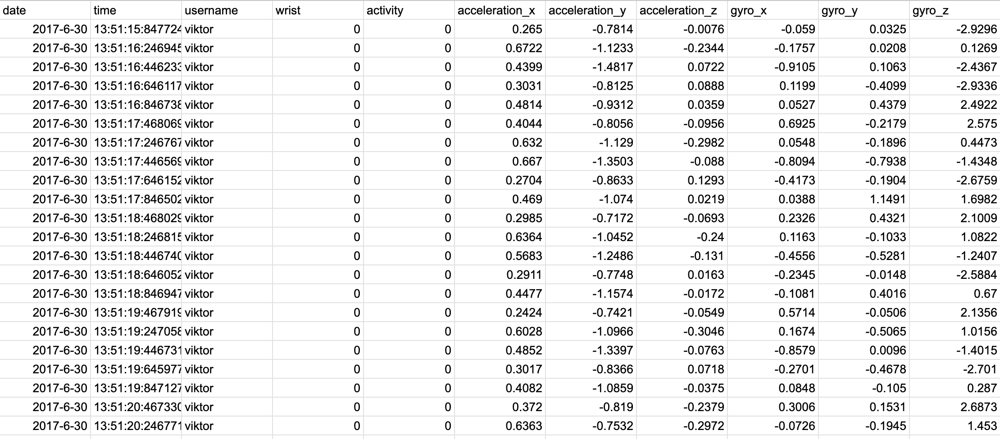 date time username wrist activity acceleration_x acceleration_y acceleration_z gyro_x gyro_y gyro_z
2017-6-30 13:51:15:847724 viktor 0 0 0.265 -0.7814 -0.0076 -0.059 0.0325 -2.9296
2017-6-30 13:51:16:246945 viktor 0 0 0.6722 -1.1233 -0.2344 -0.1757 0.0208 0.1269
2017-6-30 13:51:16:446233 viktor 0 0 0.4399 -1.4817 0.0722 -0.9105 0.1063 -2.4367
2017-6-30 13:51:16:646117 viktor 0 0 0.3031 -0.8125 0.0888 0.1199 -0.4099 -2.9336
2017-6-30 13:51:16:846738 viktor 0 0 0.4814 -0.9312 0.0359 0.0527 0.4379 2.4922
2017-6-30 13:51:17:468069 viktor 0 0 0.4044 -0.8056 -0.0956 0.6925 -0.2179 2.575
2017-6-30 13:51:17:246767 viktor 0 0 0.632 -1.129 -0.2982 0.0548 -0.1896 0.4473
2017-6-30 13:51:17:446569 viktor 0 0 0.667 -1.3503 -0.088 -0.8094 -0.7938 -1.4348
2017-6-30 13:51:17:646152 viktor 0 0 0.2704 -0.8633 0.1293 -0.4173 -0.1904 -2.6759
2017-6-30 13:51:17:846502 viktor 0 0 0.469 -1.074 0.0219 0.0388 1.1491 1.6982
2017-6-30 13:51:18:468029 viktor 0 0 0.2985 -0.7172 -0.0693 0.2326 0.4321 2.1009
2017-6-30 13:51:18:246815 viktor 0 0 0.6364 -1.0452 -0.24 0.1163 -0.1033 1.0822
2017-6-30 13:51:18:446740 viktor 0 0 0.5683 -1.2486 -0.131 -0.4556 -0.5281 -1.2407
2017-6-30 13:51:18:646052 viktor 0 0 0.2911 -0.7748 0.0163 -0.2345 -0.0148 -2.5884
2017-6-30 13:51:18:846947 viktor 0 0 0.4477 -1.1574 -0.0172 -0.1081 0.4016 0.67
2017-6-30 13:51:19:467919 viktor 0 0 0.2424 -0.7421 -0.0549 0.5714 -0.0506 2.1356
2017-6-30 13:51:19:247058 viktor 0 0 0.6028 -1.0966 -0.3046 0.1674 -0.5065 1.0156
2017-6-30 13:51:19:446731 viktor 0 0 0.4852 -1.3397 -0.0763 -0.8579 0.0096 -1.4015
2017-6-30 13:51:19:645977 viktor 0 0 0.3017 -0.8366 0.0718 -0.2701 -0.4678 -2.701
2017-6-30 13:51:19:847127 viktor 0 0 0.4082 -1.0859 -0.0375 0.0848 -0.105 0.287
2017-6-30 13:51:20:467330 viktor 0 0 0.372 -0.819 -0.2379 0.3006 0.1531 2.6873
2017-6-30 13:51:20:246771 viktor 0 0 0.6363 -0.7532 -0.2972 -0.0726 -0.1945 1.453